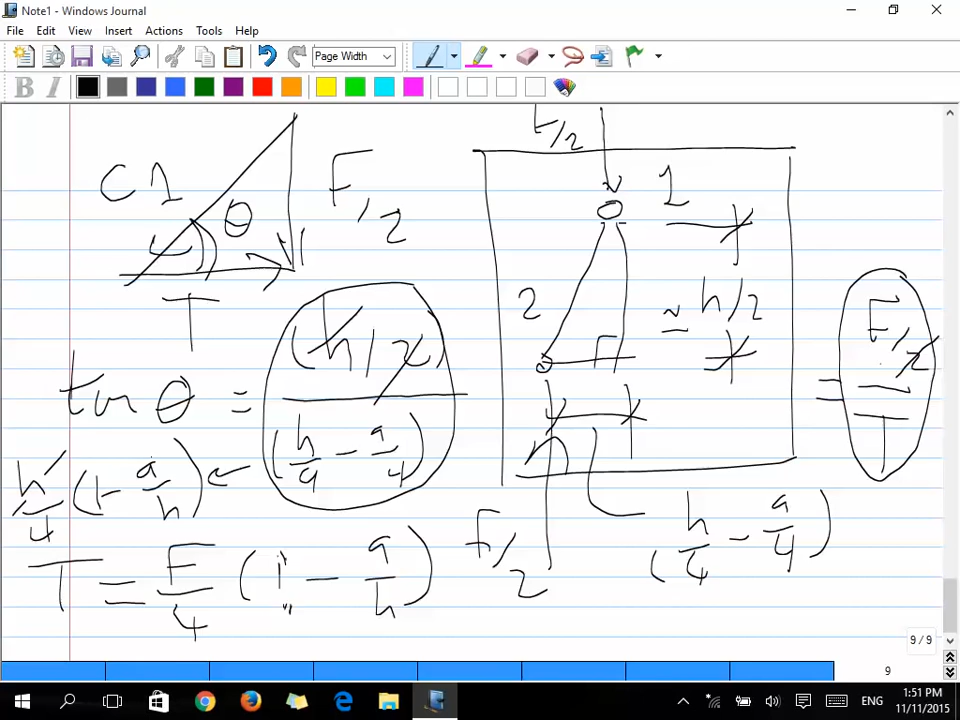 Note1 - Windows Journal
File Edit View Insert Actions Tools Help
Page Width
B I
C1 θ F/2 T
F/2
1
2 ≈ h/2
tan θ = (h/2) / (h/4 - a/4) = F/2 / T
h/4 (1 - a/h) ←
F/2
(h/4 - a/4)
T = F/4 (1 - a/h)
9 / 9
9
ENG 1:51 PM
11/11/2015